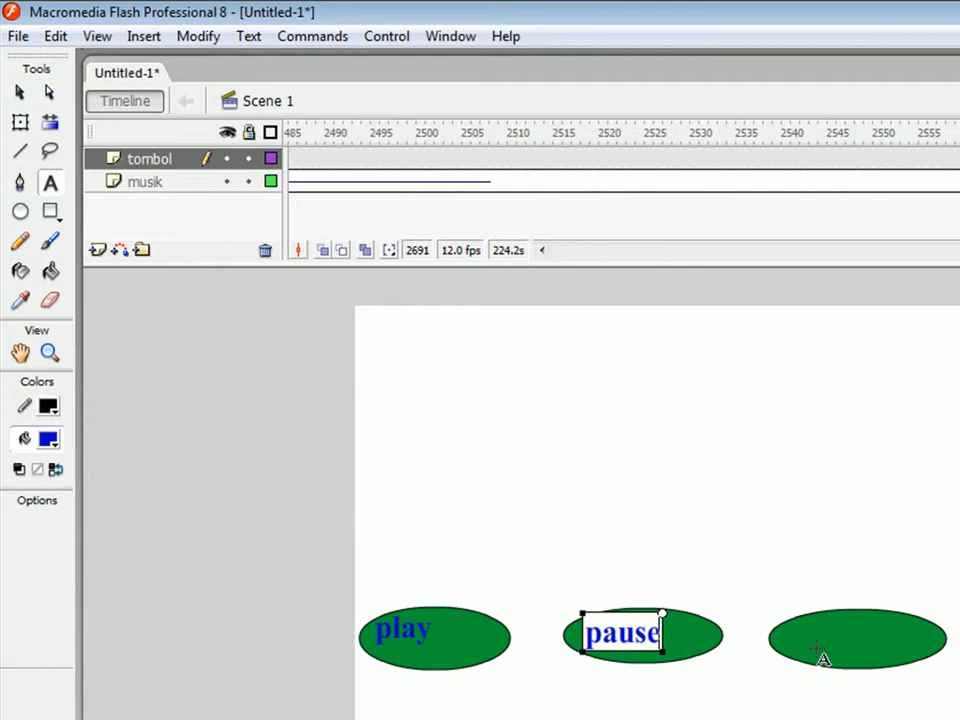 Macromedia Flash Professional 8 - [Untitled-1*]
File Edit View Insert Modify Text Commands Control Window Help
Tools
Untitled-1*
Timeline Scene 1
485 2490 2495 2500 2505 2510 2515 2520 2525 2530 2535 2540 2545 2550 2555
tombol
musik
2691 12.0 fps 224.2s
View
Colors
Options
play pause